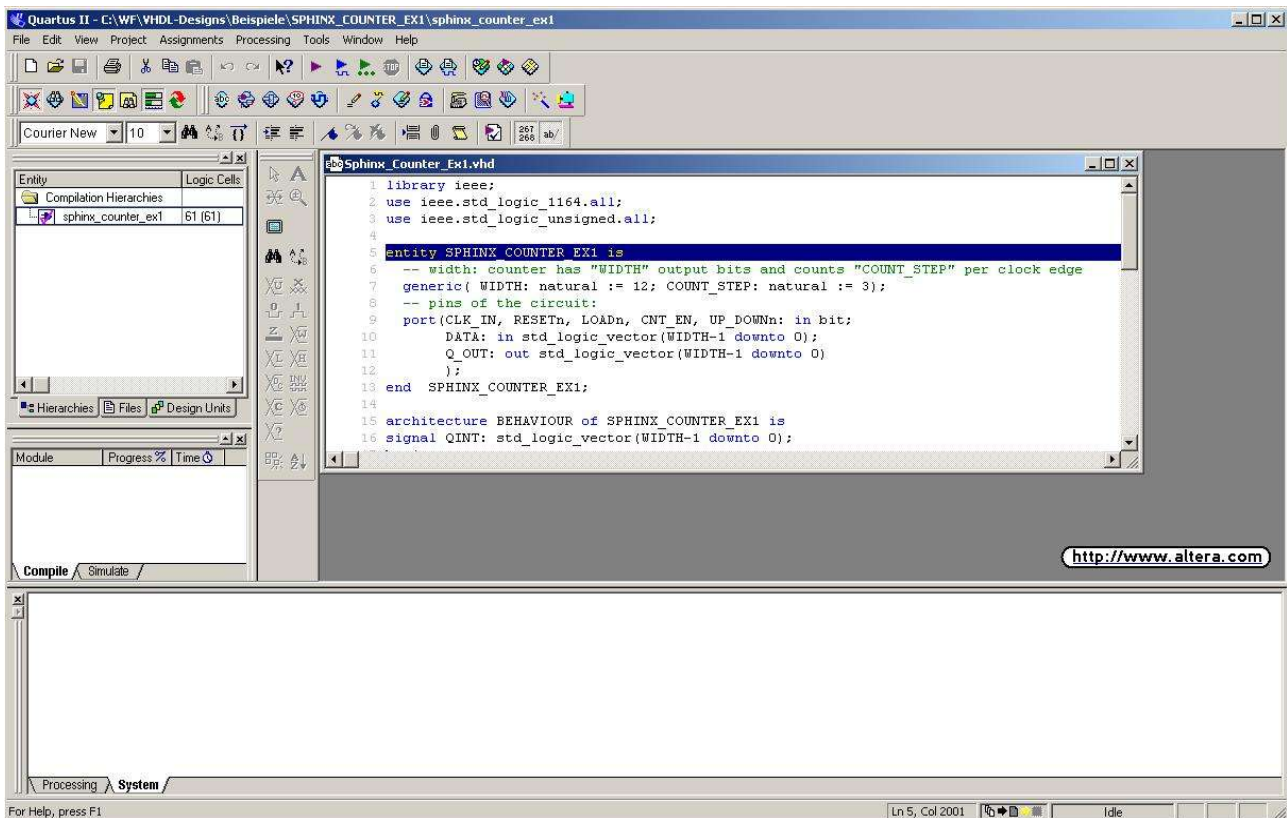 Quartus II - C:\WF\VHDL-Designs\Beispiele\SPHINX_COUNTER_EX1\sphinx_counter_ex1
File Edit View Project Assignments Processing Tools Window Help
STOP
Courier New 10
267
268 ab/
Entity Logic Cells
Compilation Hierarchies
sphinx_counter_ex1 61 (61)
Hierarchies Files Design Units
Module Progress % Time
Compile Simulate
abc Sphinx_Counter_Ex1.vhd
1 library ieee;
2 use ieee.std_logic_1164.all;
3 use ieee.std_logic_unsigned.all;
4
5 entity SPHINX_COUNTER_EX1 is
6 -- width: counter has "WIDTH" output bits and counts "COUNT_STEP" per clock edge
7 generic( WIDTH: natural := 12; COUNT_STEP: natural := 3);
8 -- pins of the circuit:
9 port(CLK_IN, RESETn, LOADn, CNT_EN, UP_DOWNn: in bit;
10 DATA: in std_logic_vector(WIDTH-1 downto 0);
11 Q_OUT: out std_logic_vector(WIDTH-1 downto 0)
12 );
13 end SPHINX_COUNTER_EX1;
14
15 architecture BEHAVIOUR of SPHINX_COUNTER_EX1 is
16 signal QINT: std_logic_vector(WIDTH-1 downto 0);
http://www.altera.com
Processing System
For Help, press F1
Ln 5, Col 2001
Idle